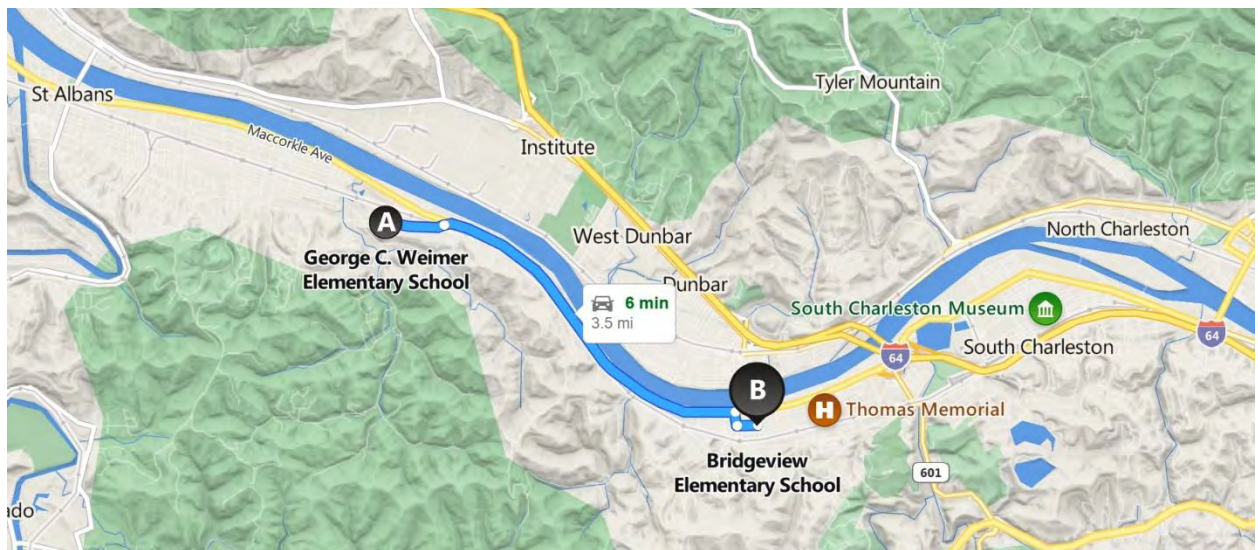 St Albans
Maccorkle Ave
Institute
Tyler Mountain
A
George C. Weimer
Elementary School
West Dunbar
North Charleston
Dunbar
6 min
3.5 mi
South Charleston Museum
64
64
South Charleston
B
H Thomas Memorial
Bridgeview
Elementary School
601
ado